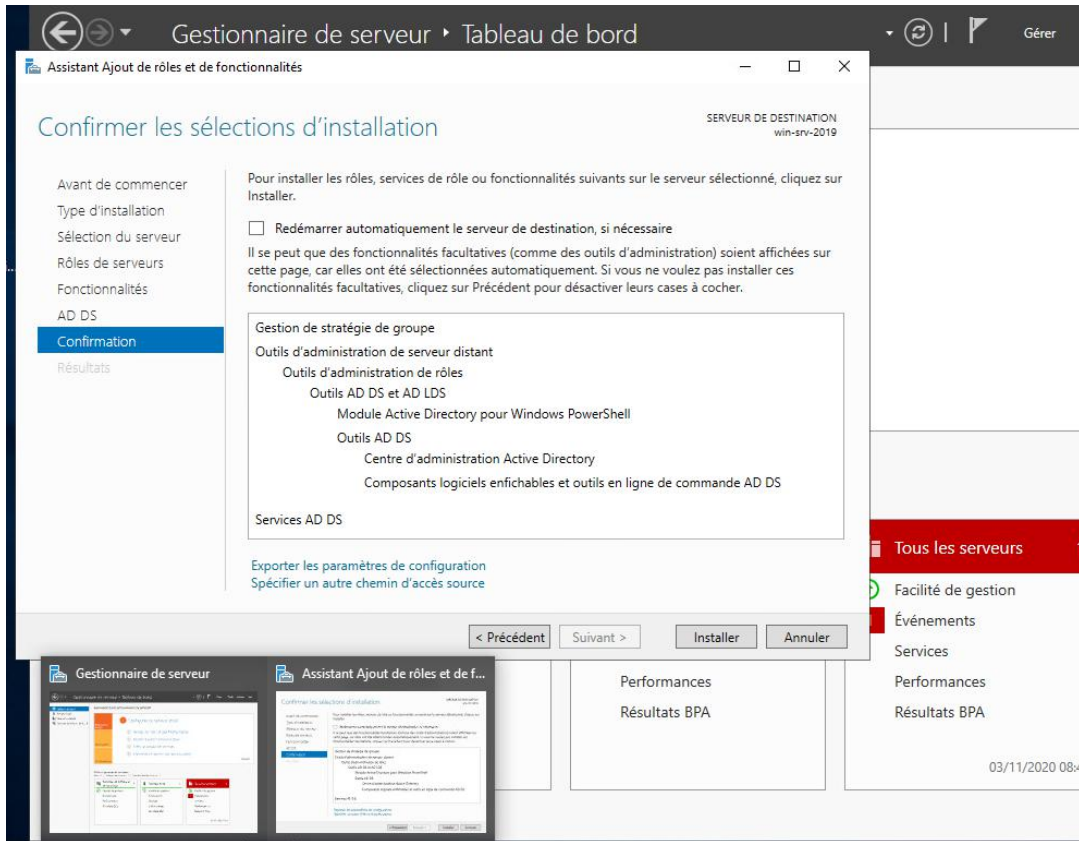 Gestionnaire de serveur ‣ Tableau de bord
Gérer
Assistant Ajout de rôles et de fonctionnalités
Confirmer les sélections d'installation
SERVEUR DE DESTINATION
win-srv-2019
Avant de commencer
Type d'installation
Sélection du serveur
Rôles de serveurs
Fonctionnalités
AD DS
Confirmation
Résultats
Pour installer les rôles, services de rôle ou fonctionnalités suivants sur le serveur sélectionné, cliquez sur
Installer.
Redémarrer automatiquement le serveur de destination, si nécessaire
Il se peut que des fonctionnalités facultatives (comme des outils d'administration) soient affichées sur
cette page, car elles ont été sélectionnées automatiquement. Si vous ne voulez pas installer ces
fonctionnalités facultatives, cliquez sur Précédent pour désactiver leurs cases à cocher.
Gestion de stratégie de groupe
Outils d'administration de serveur distant
Outils d'administration de rôles
Outils AD DS et AD LDS
Module Active Directory pour Windows PowerShell
Outils AD DS
Centre d'administration Active Directory
Composants logiciels enfichables et outils en ligne de commande AD DS
Services AD DS
Exporter les paramètres de configuration
Spécifier un autre chemin d'accès source
< Précédent
Suivant >
Installer
Annuler
Tous les serveurs
Facilité de gestion
Événements
Services
Performances
Résultats BPA
Performances
Résultats BPA
03/11/2020 08:4
Gestionnaire de serveur
Assistant Ajout de rôles et de f...